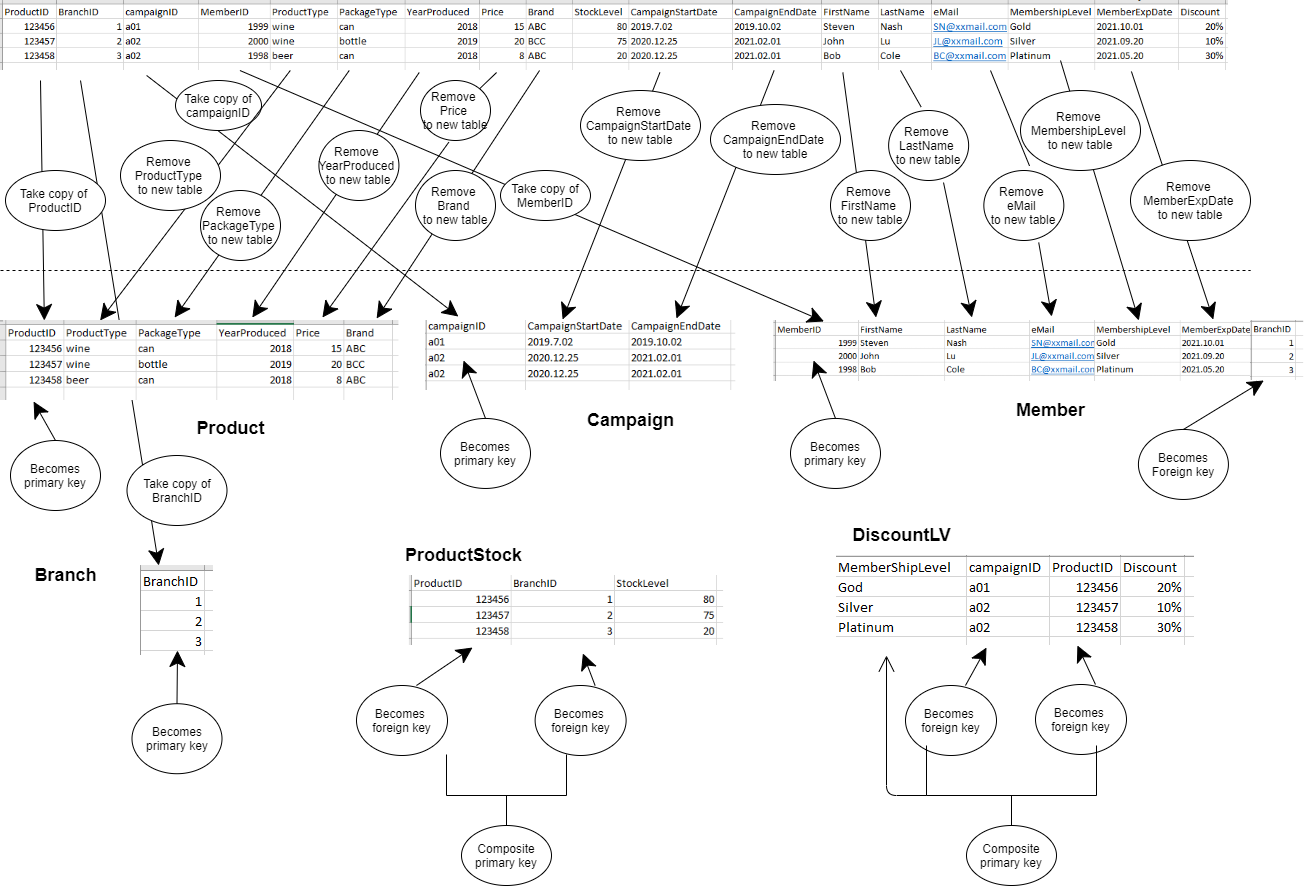 ProductID BranchID campaignID MemberID ProductType PackageType YearProduced Price Brand StockLevel CampaignStartDate CampaignEndDate FirstName LastName eMail MembershipLevel MemberExpDate Discount
123456 1 a01 1999 wine can 2018 15 ABC 80 2019.7.02 2019.10.02 Steven Nash SN@xxmail.com Gold 2021.10.01 20%
123457 2 a02 2000 wine bottle 2019 20 BCC 75 2020.12.25 2021.02.01 John Lu JL@xxmail.com Silver 2021.09.20 10%
123458 3 a02 1998 beer can 2018 8 ABC 20 2020.12.25 2021.02.01 Bob Cole BC@xxmail.com Platinum 2021.05.20 30%
Take copy of
campaignID
Remove
Price
to new table
Remove
CampaignStartDate
to new table
Remove
CampaignEndDate
to new table
Remove
LastName
to new table
Remove
MembershipLevel
to new table
Take copy of
ProductID
Remove
ProductType
to new table
Remove
PackageType
to new table
Remove
YearProduced
to new table
Remove
Brand
to new table
Take copy of
MemberID
Remove
FirstName
to new table
Remove
eMail
to new table
Remove
MemberExpDate
to new table
ProductID ProductType PackageType YearProduced Price Brand
123456 wine can 2018 15 ABC
123457 wine bottle 2019 20 BCC
123458 beer can 2018 8 ABC
campaignID CampaignStartDate CampaignEndDate
a01 2019.7.02 2019.10.02
a02 2020.12.25 2021.02.01
a02 2020.12.25 2021.02.01
MemberID FirstName LastName eMail MembershipLevel MemberExpDate BranchID
1999 Steven Nash SN@xxmail.cor Gold 2021.10.01 1
2000 John Lu JL@xxmail.com Silver 2021.09.20 2
1998 Bob Cole BC@xxmail.con Platinum 2021.05.20 3
Product
Campaign
Member
Becomes
primary key
Take copy of
BranchID
Becomes
primary key
Becomes
primary key
Becomes
Foreign key
Branch
BranchID
1
2
3
ProductStock
ProductID BranchID StockLevel
123456 1 80
123457 2 75
123458 3 20
DiscountLV
MemberShipLevel campaignID ProductID Discount
God a01 123456 20%
Silver a02 123457 10%
Platinum a02 123458 30%
Becomes
primary key
Becomes
foreign key
Becomes
foreign key
Becomes
foreign key
Becomes
foreign key
Composite
primary key
Composite
primary key